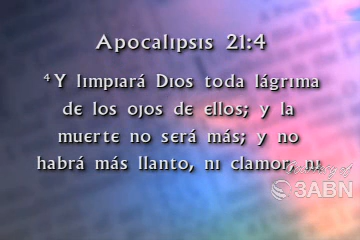 Apocalipsis 21:4
4 Y limpiará Dios toda lágrima
de los ojos de ellos; y la
muerte no será más; y no
habrá más llanto, ni clamor, ni
3ABN